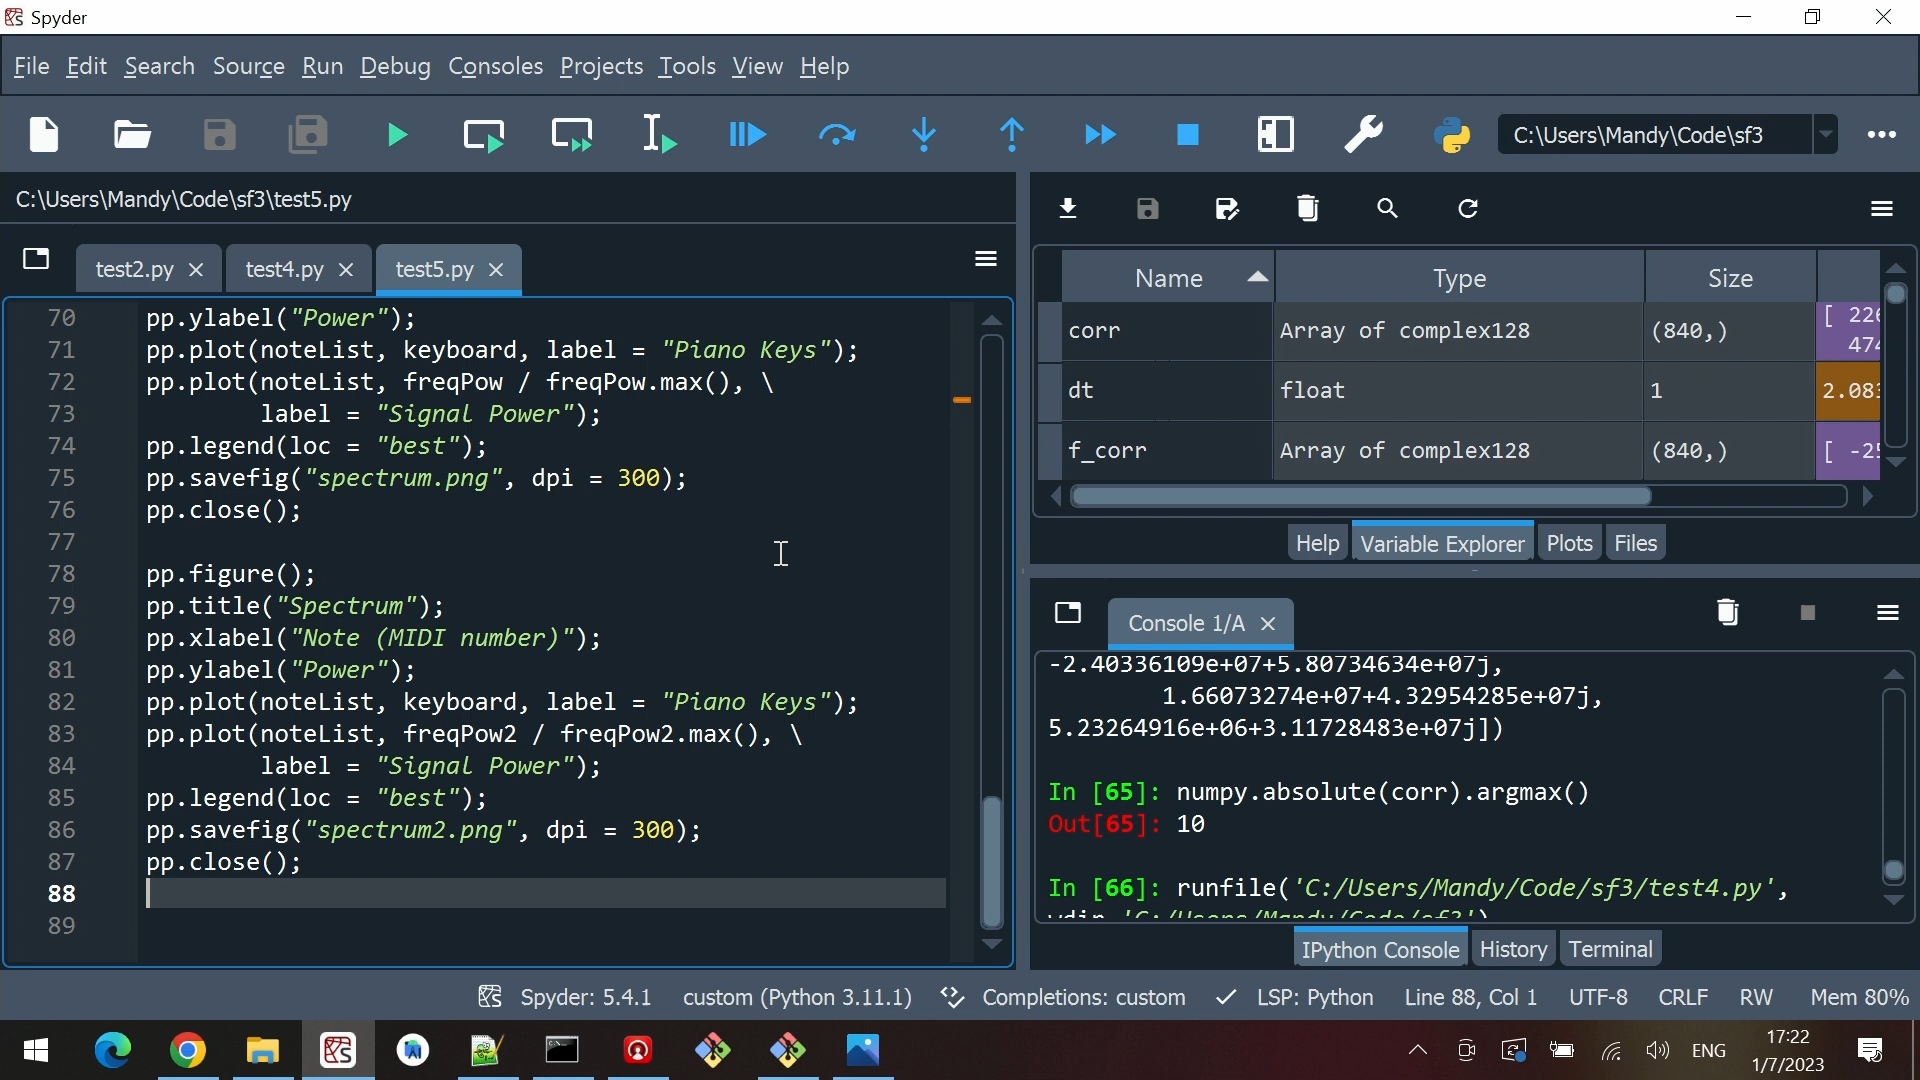 Spyder
File Edit Search Source Run Debug Consoles Projects Tools View Help
C:\Users\Mandy\Code\sf3
C:\Users\Mandy\Code\sf3\test5.py
test2.py test4.py test5.py
70 pp.ylabel("Power");
71 pp.plot(noteList, keyboard, label = "Piano Keys");
72 pp.plot(noteList, freqPow / freqPow.max(), \
73 label = "Signal Power");
74 pp.legend(loc = "best");
75 pp.savefig("spectrum.png", dpi = 300);
76 pp.close();
77
78 pp.figure();
79 pp.title("Spectrum");
80 pp.xlabel("Note (MIDI number)");
81 pp.ylabel("Power");
82 pp.plot(noteList, keyboard, label = "Piano Keys");
83 pp.plot(noteList, freqPow2 / freqPow2.max(), \
84 label = "Signal Power");
85 pp.legend(loc = "best");
86 pp.savefig("spectrum2.png", dpi = 300);
87 pp.close();
88
89
Name Type Size
corr Array of complex128 (840,)
dt float 1
f_corr Array of complex128 (840,)
Help Variable Explorer Plots Files
Console 1/A
-2.40336109e+07+5.80734634e+07j,
1.66073274e+07+4.32954285e+07j,
5.23264916e+06+3.11728483e+07j])
In [65]: numpy.absolute(corr).argmax()
Out[65]: 10
In [66]: runfile('C:/Users/Mandy/Code/sf3/test4.py',
IPython Console History Terminal
Spyder: 5.4.1 custom (Python 3.11.1) Completions: custom LSP: Python Line 88, Col 1 UTF-8 CRLF RW Mem 80%
ENG
17:22
1/7/2023